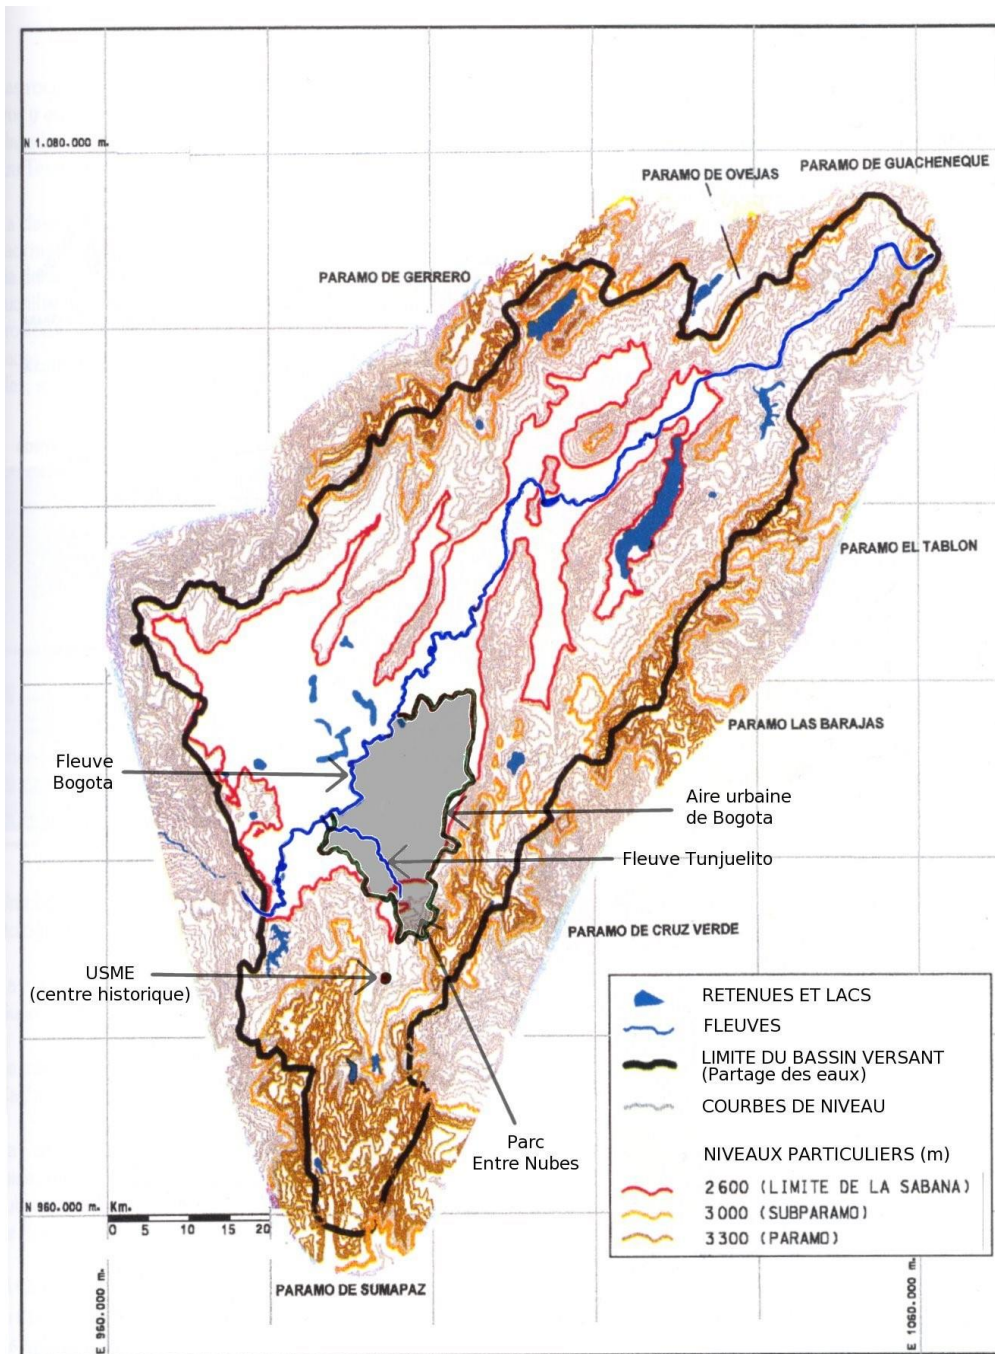 N 1.080.000 m.
PARAMO DE GUACHENEQUE
PARAMO DE OVEJAS
PARAMO DE GERRERO
PARAMO EL TABLON
PARAMO LAS BARAJAS
Fleuve
Bogota
Aire urbaine
de Bogota
Fleuve Tunjuelito
PARAMO DE CRUZ VERDE
USME
(centre historique)
RETENUES ET LACS
FLEUVES
LIMITE DU BASSIN VERSANT
(Partage des eaux)
COURBES DE NIVEAU
NIVEAUX PARTICULIERS (m)
2600 (LIMITE DE LA SABANA)
3000 (SUBPARAMO)
3300 (PARAMO)
Parc
Entre Nubes
N 960.000 m. Km.
0 5 10 15 20
PARAMO DE SUMAPAZ
E 960.000 m.
E 1060.000 m.